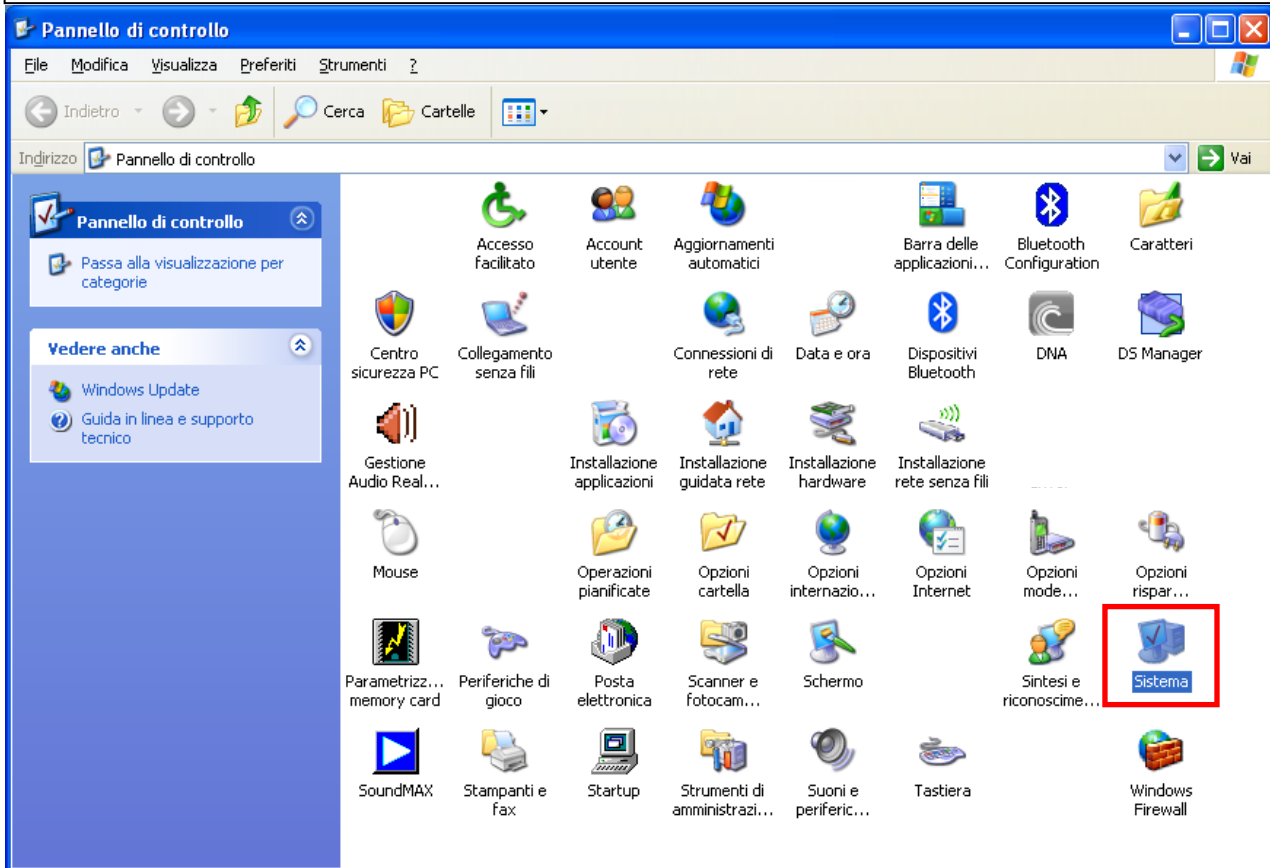 Pannello di controllo
File Modifica Visualizza Preferiti Strumenti ?
Indietro Cerca Cartelle
Indirizzo Pannello di controllo Vai
Pannello di controllo
Passa alla visualizzazione per
categorie
Vedere anche
Windows Update
Guida in linea e supporto
tecnico
Accesso
facilitato
Account
utente
Aggiornamenti
automatici
Barra delle
applicazioni...
Bluetooth
Configuration
Caratteri
Centro
sicurezza PC
Collegamento
senza fili
Connessioni di
rete
Data e ora
Dispositivi
Bluetooth
DNA
DS Manager
Gestione
Audio Real...
Installazione
applicazioni
Installazione
guidata rete
Installazione
hardware
Installazione
rete senza fili
Mouse
Operazioni
pianificate
Opzioni
cartella
Opzioni
internazio...
Opzioni
Internet
Opzioni
mode...
Opzioni
rispar...
Parametrizz...
memory card
Periferiche di
gioco
Posta
elettronica
Scanner e
fotocam...
Schermo
Sintesi e
riconoscime...
Sistema
SoundMAX
Stampanti e
fax
Startup
Strumenti di
amministrazi...
Suoni e
periferic...
Tastiera
Windows
Firewall